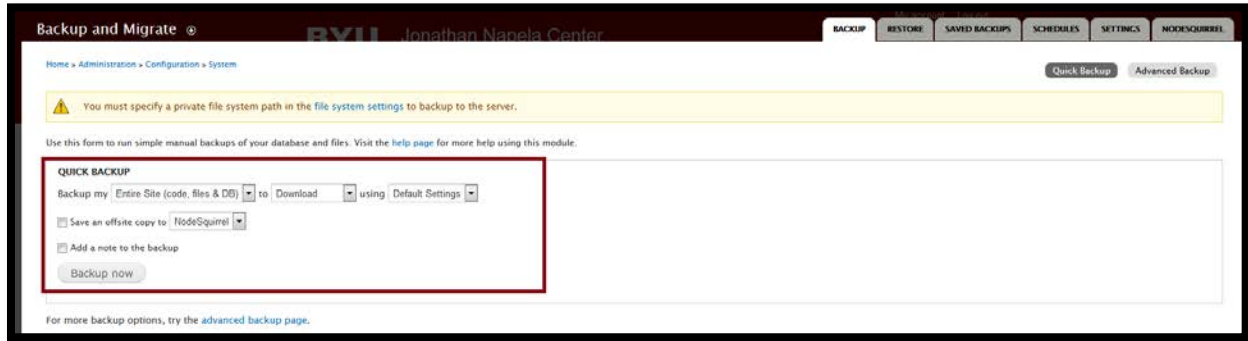 My account Log out
Backup and Migrate
BYU Jonathan Napela Center
BACKUP RESTORE SAVED BACKUPS SCHEDULES SETTINGS NODESQUIRREL
Home » Administration » Configuration » System
Quick Backup Advanced Backup
You must specify a private file system path in the file system settings to backup to the server.
Use this form to run simple manual backups of your database and files. Visit the help page for more help using this module.
QUICK BACKUP
Backup my Entire Site (code, files & DB) to Download using Default Settings
Save an offsite copy to NodeSquirrel
Add a note to the backup
Backup now
For more backup options, try the advanced backup page.